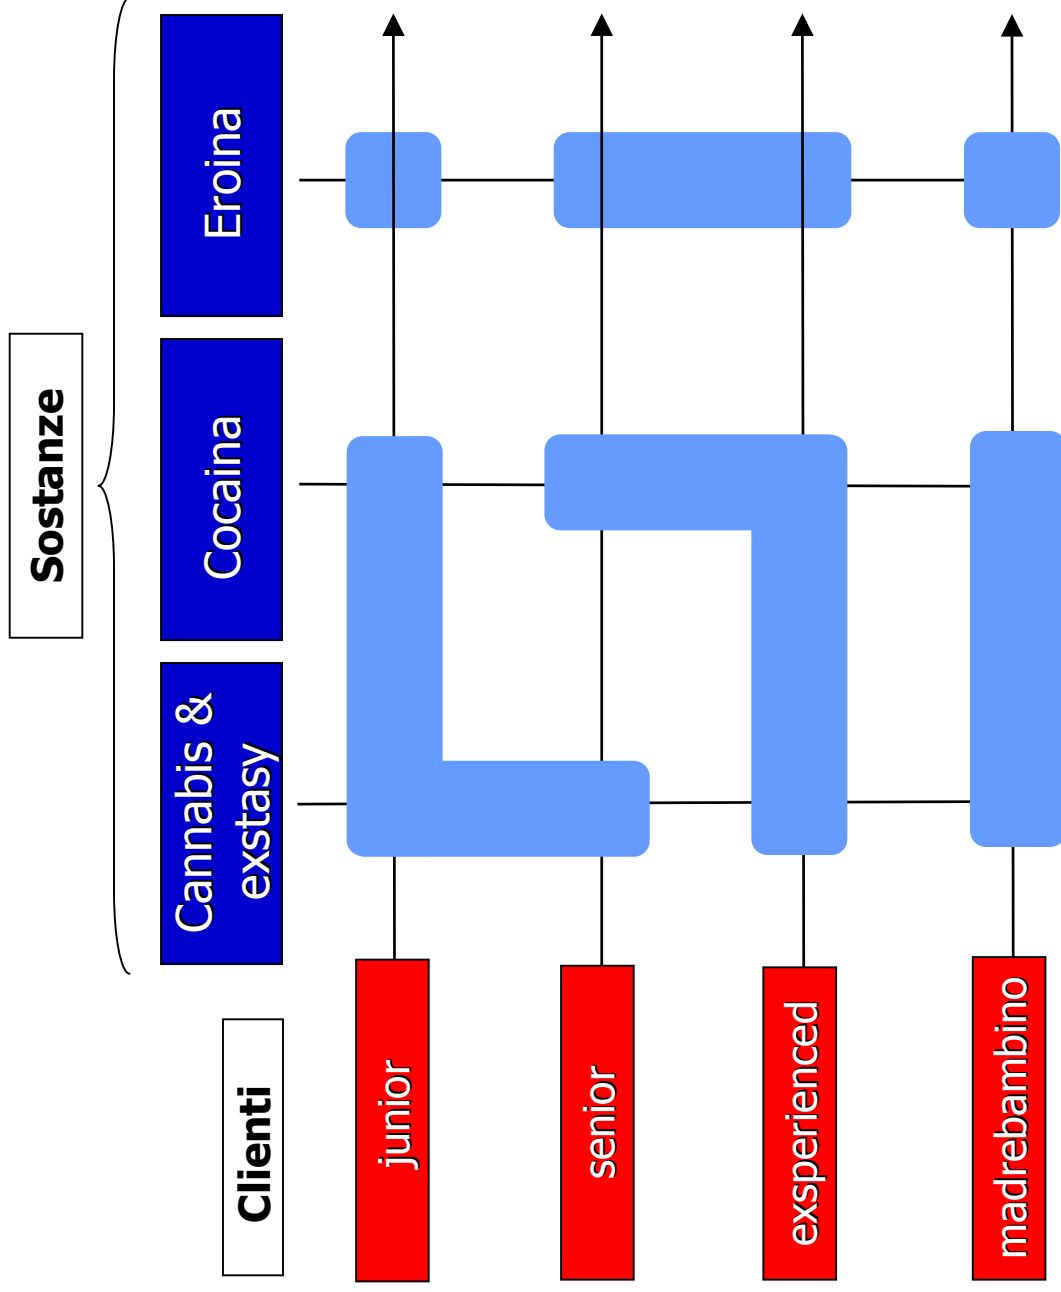 Sostanze
Cannabis &
exstasy
Cocaina
Eroina
Clienti
junior
senior
exsperienced
madrebambino